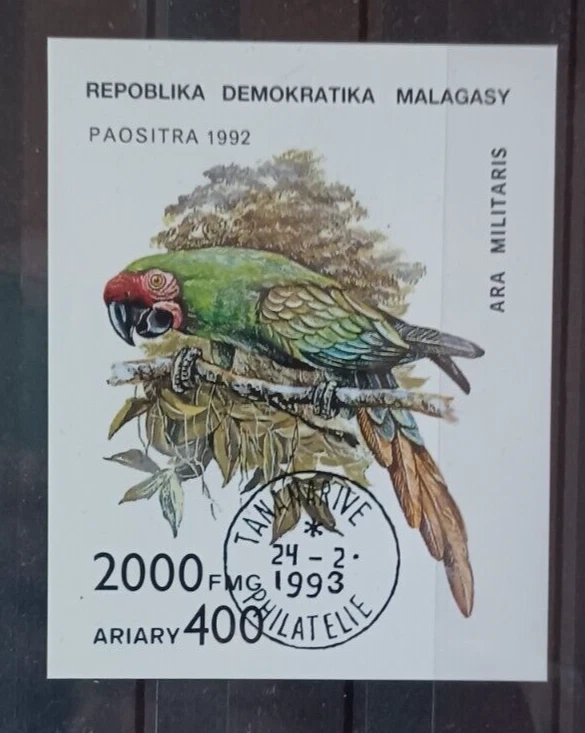 REPOBLIKA DEMOKRATIKA MALAGASY
PAOSITRA 1992
ARA MILITARIS
TANANARIVE
*
24 - 2 ·
1993
PHILATELIE
2000 FMG
ARIARY 400